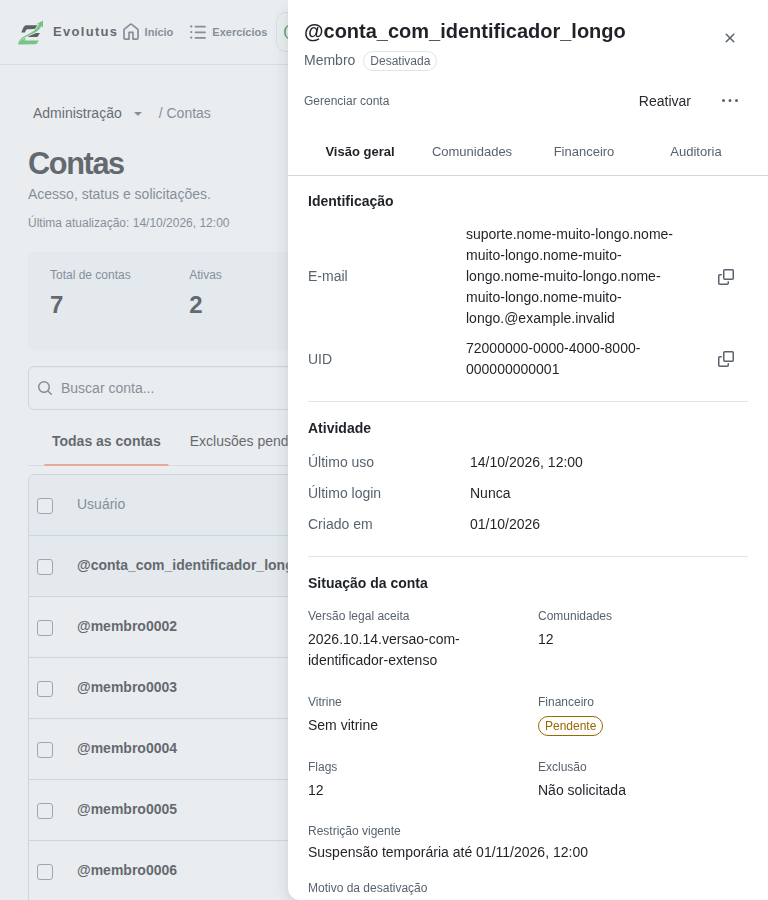 Evolutus
Início
Exercícios
Administração
/ Contas
Contas
Acesso, status e solicitações.
Última atualização: 14/10/2026, 12:00
Total de contas
Ativas
7
2
Buscar conta...
Todas as contas
Exclusões pend
Usuário
@conta_com_identificador_long
@membro0002
@membro0003
@membro0004
@membro0005
@membro0006
@conta_com_identificador_longo
Membro
Desativada
Gerenciar conta
Reativar
Visão geral
Comunidades
Financeiro
Auditoria
Identificação
E-mail
suporte.nome-muito-longo.nome-
muito-longo.nome-muito-
longo.nome-muito-longo.nome-
muito-longo.nome-muito-
longo.@example.invalid
UID
72000000-0000-4000-8000-
000000000001
Atividade
Último uso
14/10/2026, 12:00
Último login
Nunca
Criado em
01/10/2026
Situação da conta
Versão legal aceita
2026.10.14.versao-com-
identificador-extenso
Comunidades
12
Vitrine
Sem vitrine
Financeiro
Pendente
Flags
12
Exclusão
Não solicitada
Restrição vigente
Suspensão temporária até 01/11/2026, 12:00
Motivo da desativação